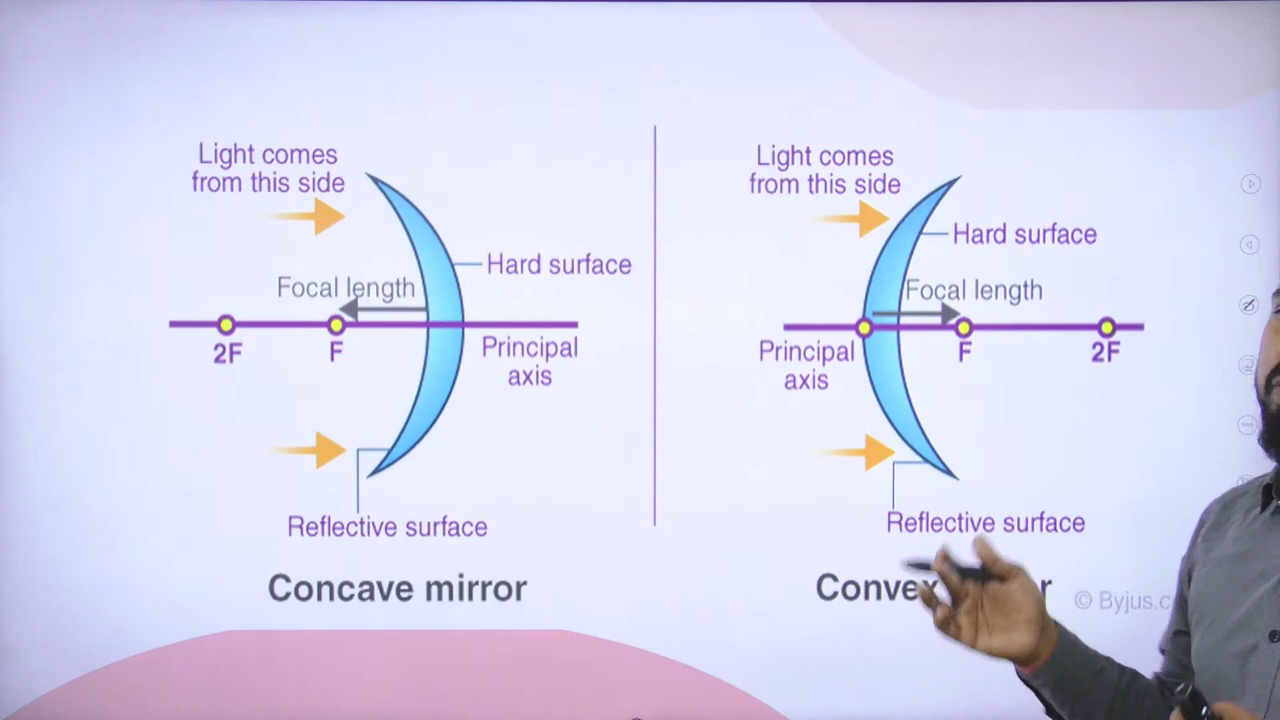 Light comes
from this side
Hard surface
Focal length
2F
F
Principal
axis
Reflective surface
Concave mirror
Light comes
from this side
Hard surface
Focal length
Principal
axis
F
2F
Reflective surface
© Byjus.c